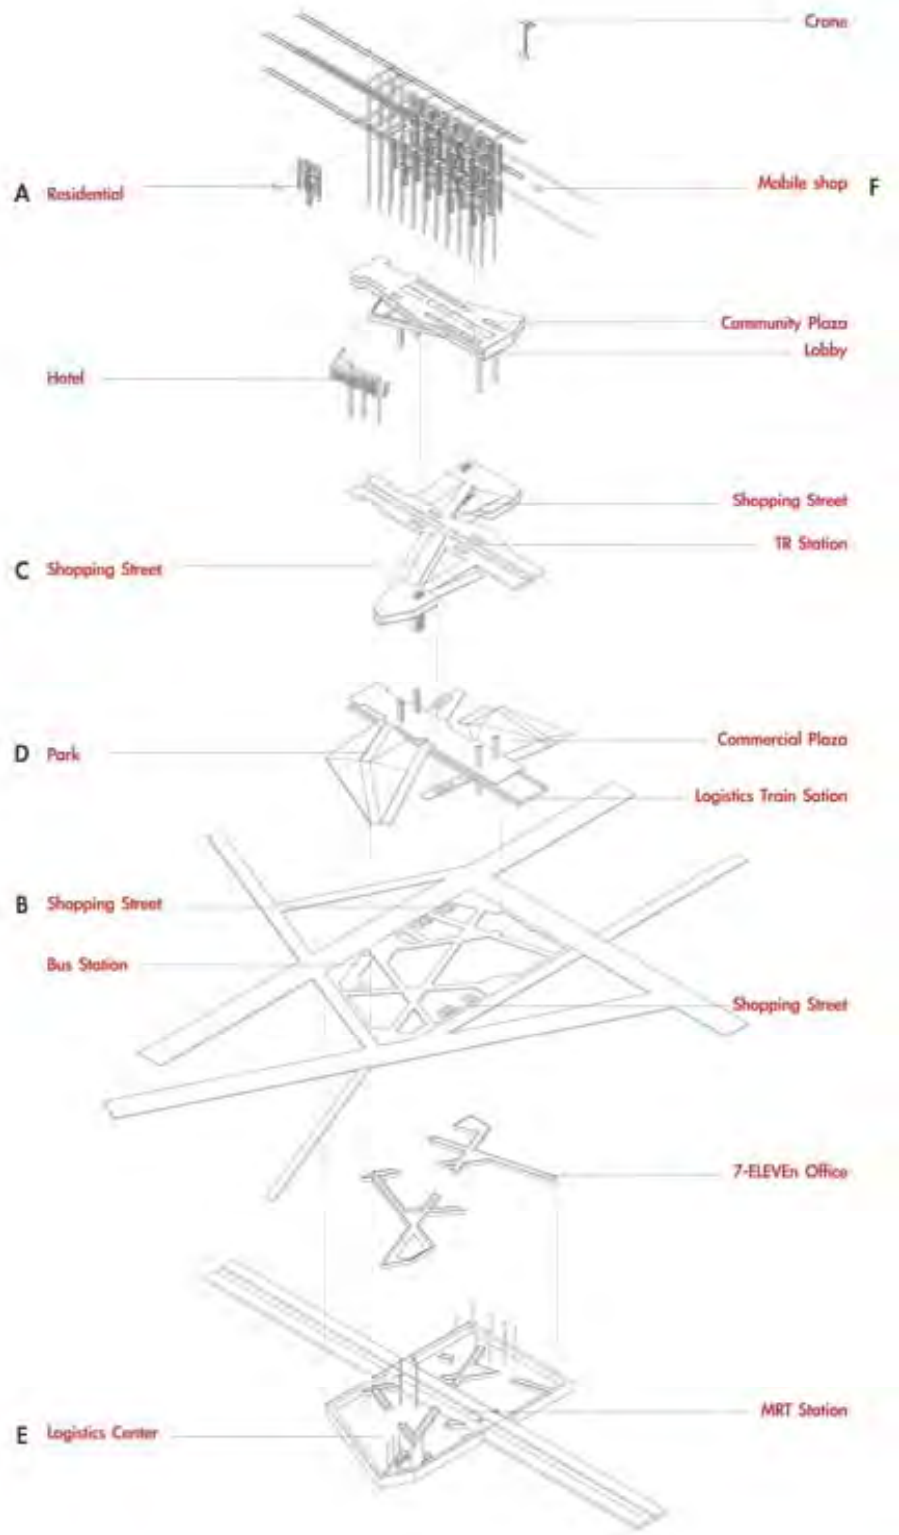 Crane
A Residential
Mobile shop F
Community Plaza
Lobby
Hotel
Shopping Street
TR Station
C Shopping Street
Commercial Plaza
D Park
Logistics Train Sation
B Shopping Street
Bus Station
Shopping Street
7-ELEVEn Office
MRT Station
E Logistics Center